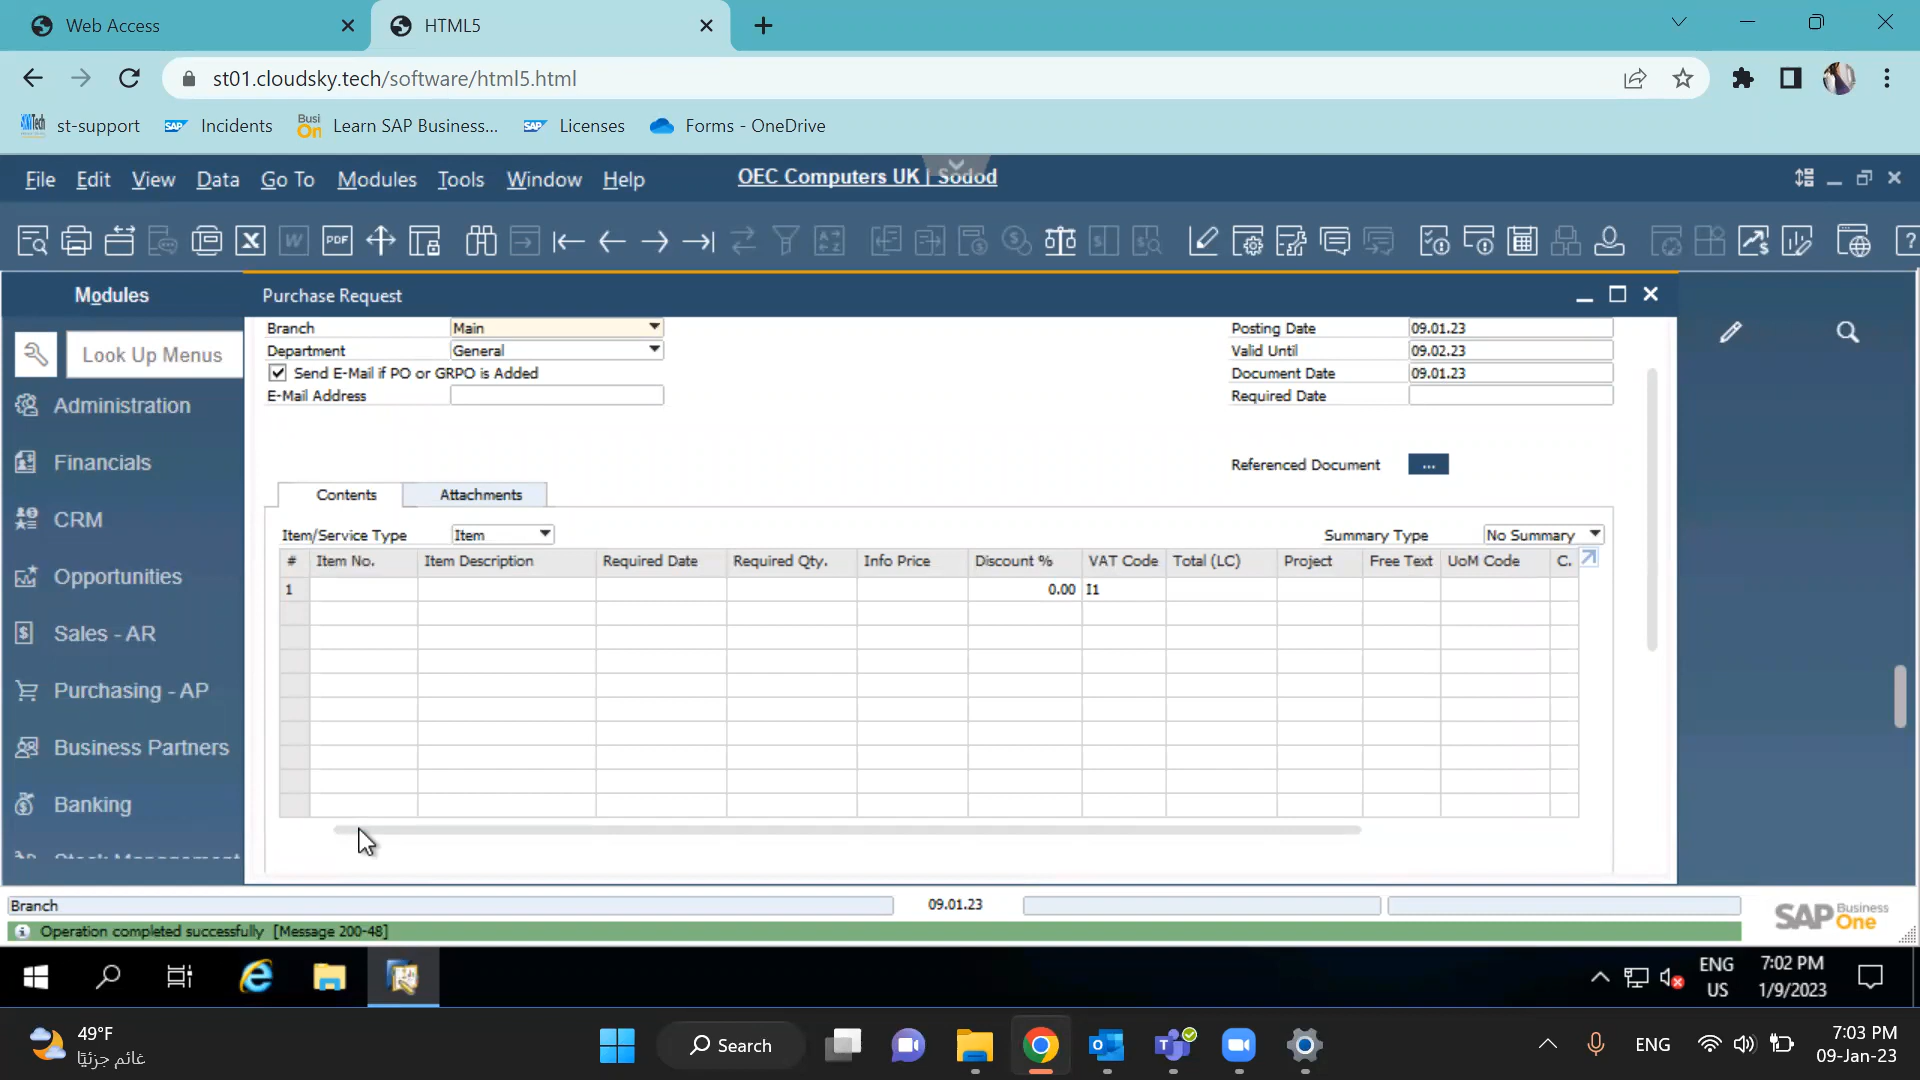 Web Access
HTML5
st01.cloudsky.tech/software/html5.html
st-support
SAP
Incidents
Busi
On
Learn SAP Business...
SAP
Licenses
Forms - OneDrive
File Edit View Data Go To Modules Tools Window Help
OEC Computers UK | Sodod
X W PDF
Modules
Purchase Request
Look Up Menus
Administration
Financials
CRM
Opportunities
Sales - AR
Purchasing - AP
Business Partners
Banking
Branch Main
Department General
Send E-Mail if PO or GRPO is Added
E-Mail Address
Posting Date 09.01.23
Valid Until 09.02.23
Document Date 09.01.23
Required Date
Referenced Document ...
Contents Attachments
Item/Service Type Item
Summary Type No Summary
# Item No. Item Description Required Date Required Qty. Info Price Discount % VAT Code Total (LC) Project Free Text UoM Code C.
1 0.00 I1
Branch 09.01.23
Operation completed successfully [Message 200-48]
SAP Business One
ENG
US
7:02 PM
1/9/2023
49°F
غائم جزئيًا
Search
ENG
7:03 PM
09-Jan-23